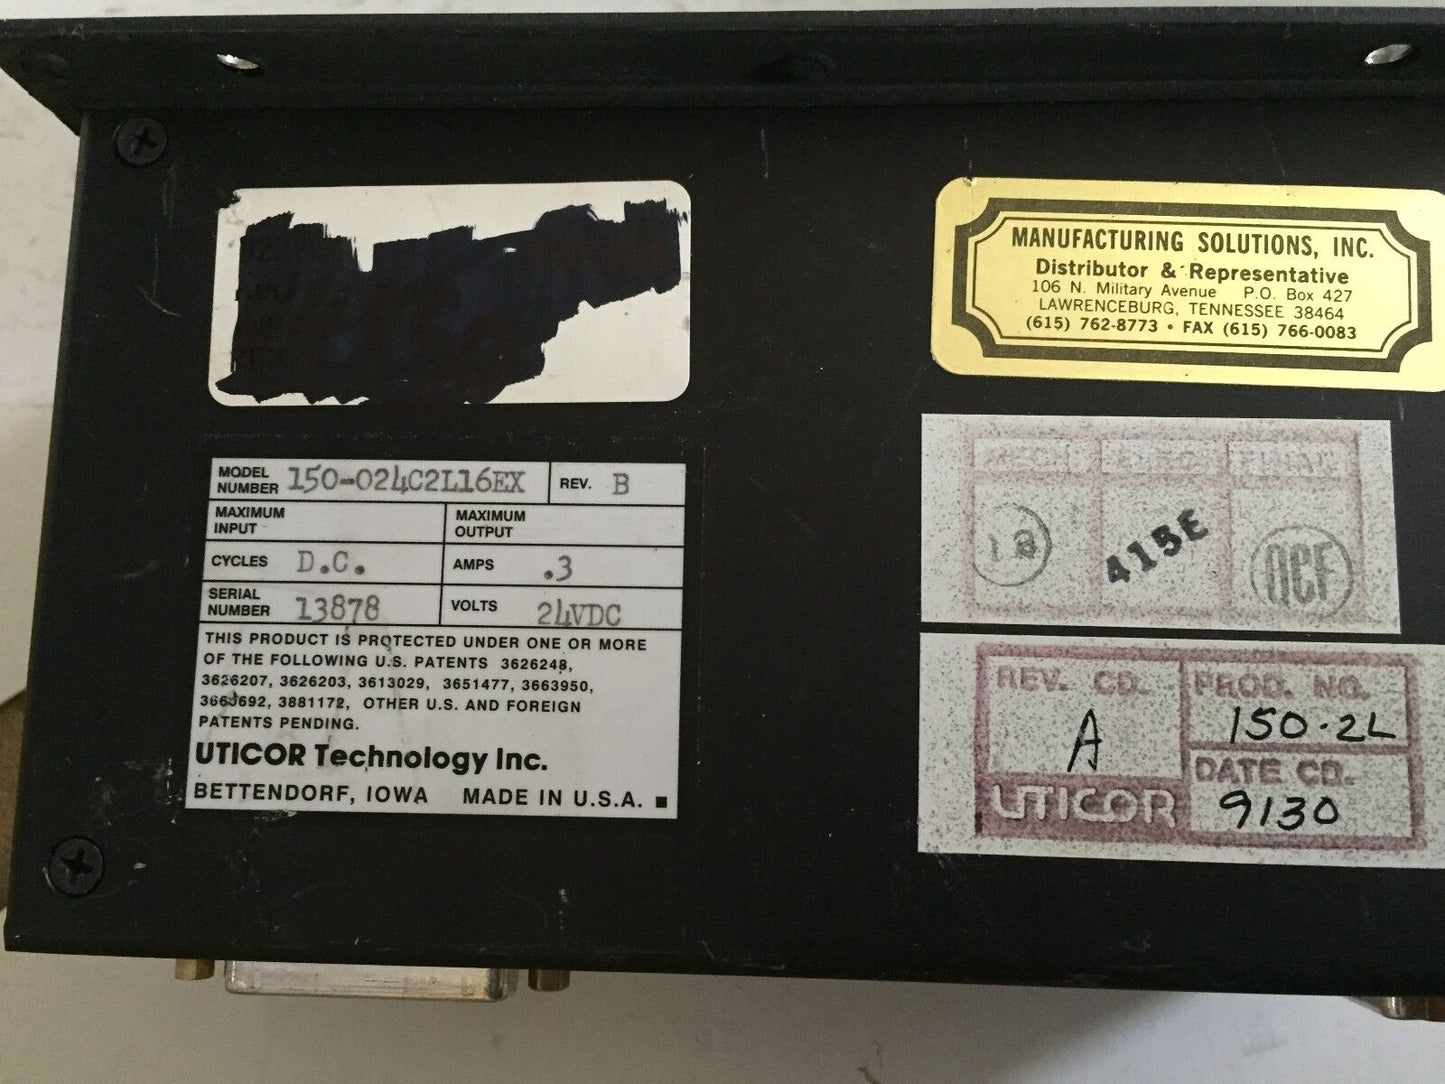 MANUFACTURING SOLUTIONS, INC.
Distributor & Representative
106 N. Military Avenue P.O. Box 427
LAWRENCEBURG, TENNESSEE 38464
(615) 762-8773 • FAX (615) 766-0083
MODEL NUMBER 150-024C2L16EX REV. B
MAXIMUM INPUT MAXIMUM OUTPUT
CYCLES D.C. AMPS .3
SERIAL NUMBER 13878 VOLTS 24VDC
THIS PRODUCT IS PROTECTED UNDER ONE OR MORE
OF THE FOLLOWING U.S. PATENTS 3626248,
3626207, 3626203, 3613029, 3651477, 3663950,
3663692, 3881172, OTHER U.S. AND FOREIGN
PATENTS PENDING.
UTICOR Technology Inc.
BETTENDORF, IOWA MADE IN U.S.A.
MECH. ELEC. FINAL
18 415E QCF
REV. CD. PROD. NO.
A 150-2L
DATE CD.
UTICOR 9130